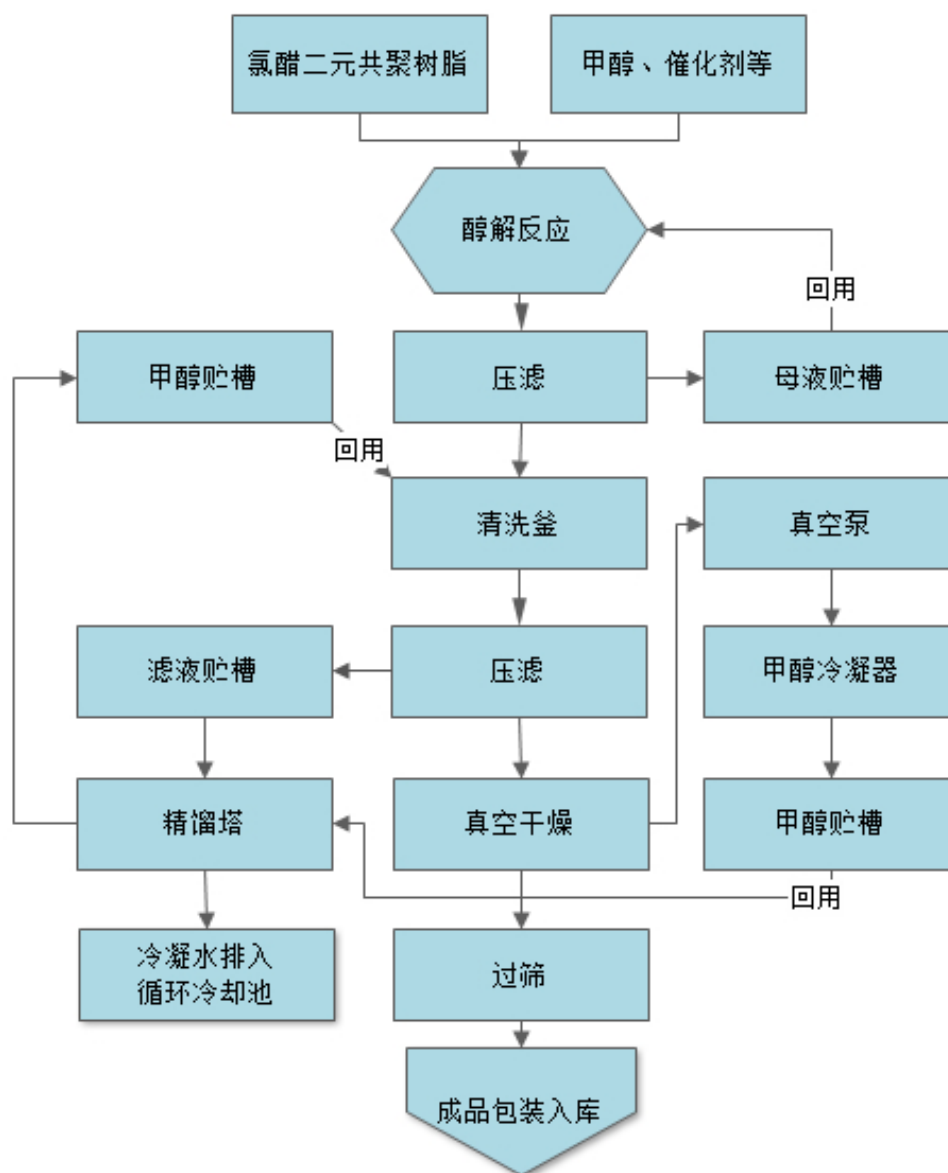 氯醋二元共聚树脂
甲醇、催化剂等
醇解反应
回用
甲醇贮槽
压滤
母液贮槽
回用
清洗釜
真空泵
滤液贮槽
压滤
甲醇冷凝器
精馏塔
真空干燥
甲醇贮槽
回用
冷凝水排入
循环冷却池
过筛
成品包装入库